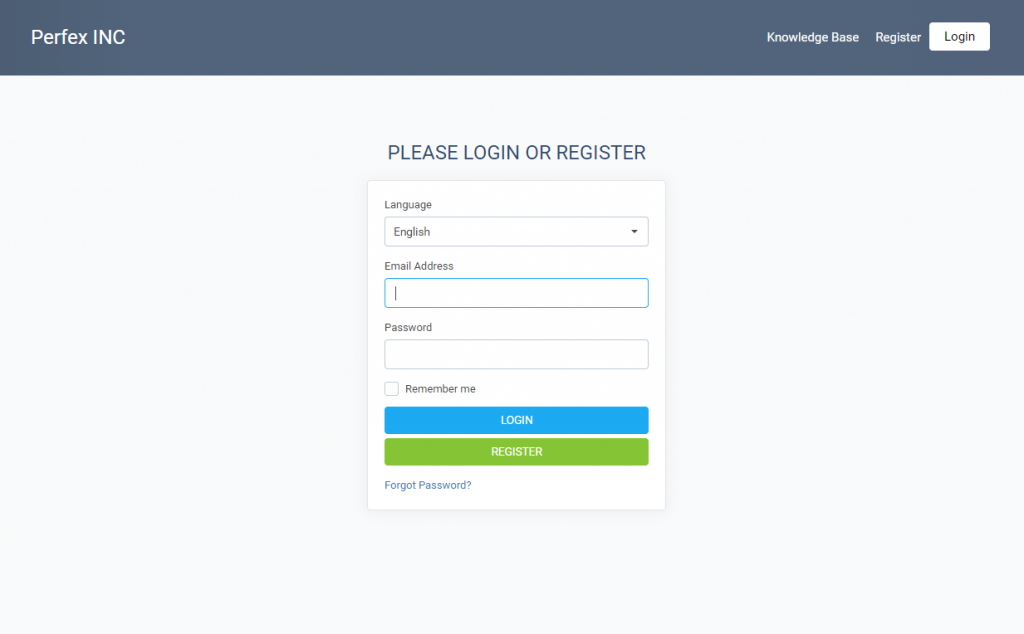 Perfex INC
Knowledge Base Register Login
PLEASE LOGIN OR REGISTER
Language
English
Email Address
Password
Remember me
LOGIN
REGISTER
Forgot Password?